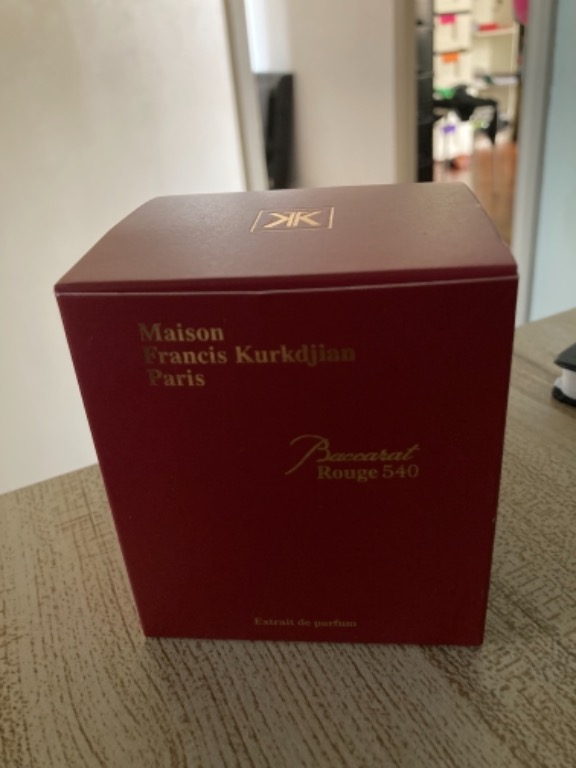 Maison
Francis Kurkdjian
Paris
Baccarat
Rouge 540
Extrait de parfum